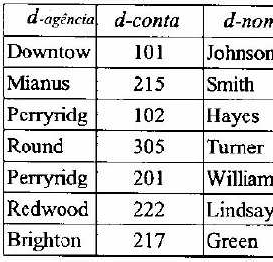 d-agência d-conta d-non
Downtow 101 Johnson
Mianus 215 Smith
Perryridg 102 Hayes
Round 305 Turner
Perryridg 201 William
Redwood 222 Lindsay
Brighton 217 Green